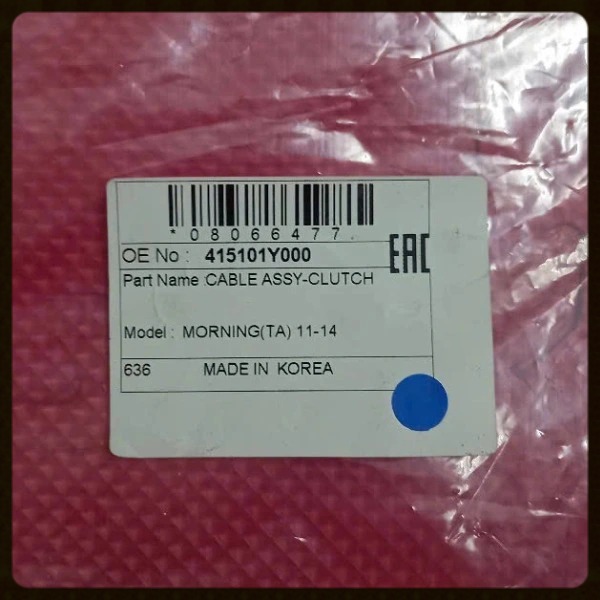 *08066477.
OE No : 415101Y000
EAC
Part Name :CABLE ASSY-CLUTCH
Model : MORNING(TA) 11-14
636 MADE IN KOREA